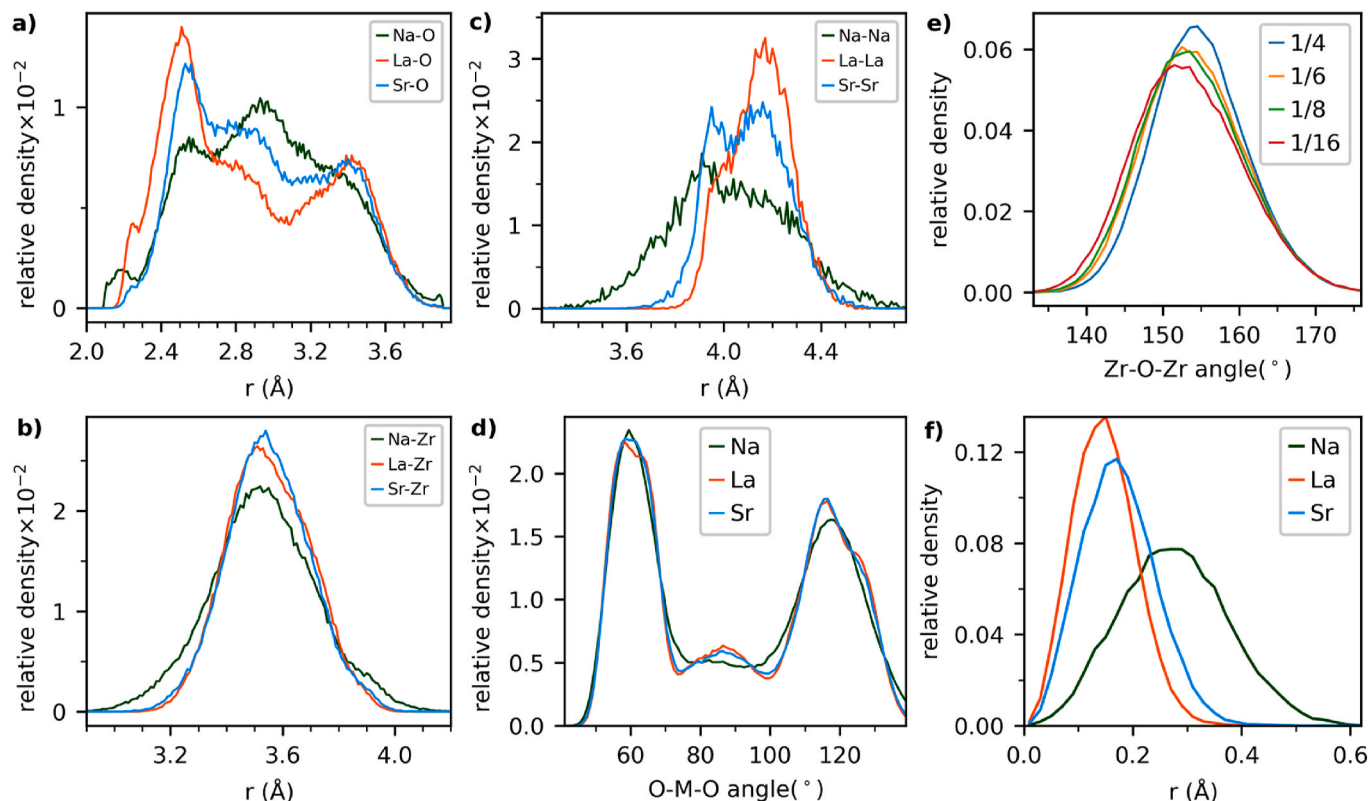 a)
relative density×10⁻²
1
0
2.0
2.4
2.8
3.2
3.6
r (Å)
Na-O
La-O
Sr-O
c)
relative density×10⁻²
3
2
1
0
3.6
4.0
4.4
r (Å)
Na-Na
La-La
Sr-Sr
e)
relative density
0.06
0.04
0.02
0.00
140
150
160
170
Zr-O-Zr angle(°)
1/4
1/6
1/8
1/16
b)
relative density×10⁻²
2
1
0
3.2
3.6
4.0
r (Å)
Na-Zr
La-Zr
Sr-Zr
d)
relative density×10⁻²
2.0
1.5
1.0
0.5
0.0
60
80
100
120
O-M-O angle(°)
Na
La
Sr
f)
relative density
0.12
0.08
0.04
0.00
0.0
0.2
0.4
0.6
r (Å)
Na
La
Sr